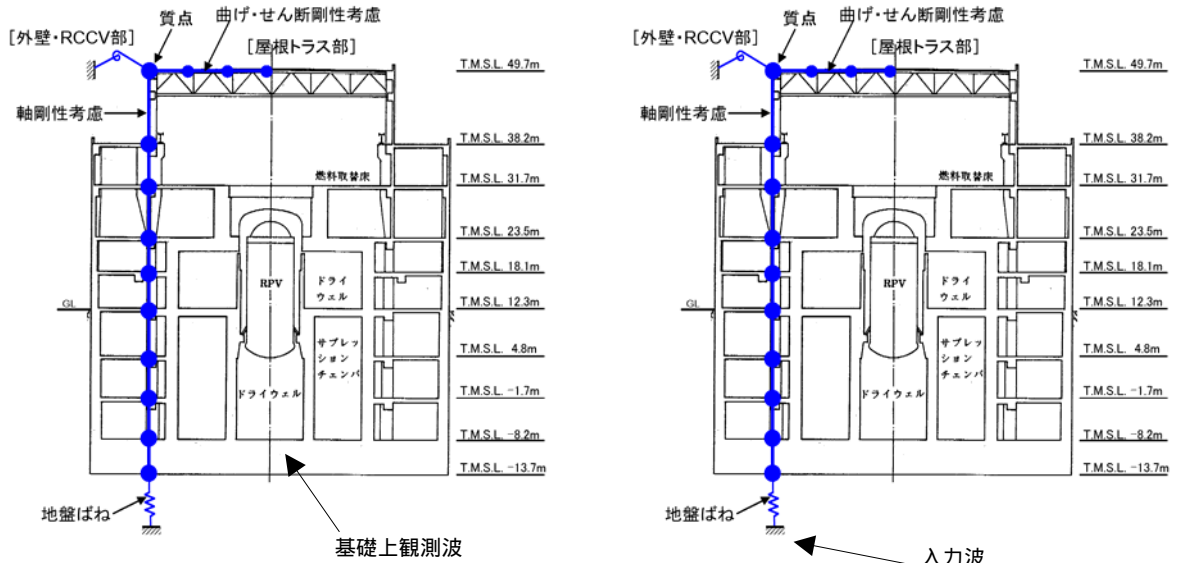 質点
曲げ・せん断剛性考慮
[外壁・RCCV部]
[屋根トラス部]
T.M.S.L. 49.7m
軸剛性考慮
T.M.S.L. 38.2m
燃料取替床
T.M.S.L. 31.7m
T.M.S.L. 23.5m
T.M.S.L. 18.1m
RPV
ドライ
ウェル
GL
T.M.S.L. 12.3m
サプレッ
ション
チェンバ
T.M.S.L. 4.8m
ドライウェル
T.M.S.L. -1.7m
T.M.S.L. -8.2m
T.M.S.L. -13.7m
地盤ばね
基礎上観測波
質点
曲げ・せん断剛性考慮
[外壁・RCCV部]
[屋根トラス部]
T.M.S.L. 49.7m
軸剛性考慮
T.M.S.L. 38.2m
燃料取替床
T.M.S.L. 31.7m
T.M.S.L. 23.5m
T.M.S.L. 18.1m
RPV
ドライ
ウェル
GL
T.M.S.L. 12.3m
サプレッ
ション
チェンバ
T.M.S.L. 4.8m
ドライウェル
T.M.S.L. -1.7m
T.M.S.L. -8.2m
T.M.S.L. -13.7m
地盤ばね
入力波